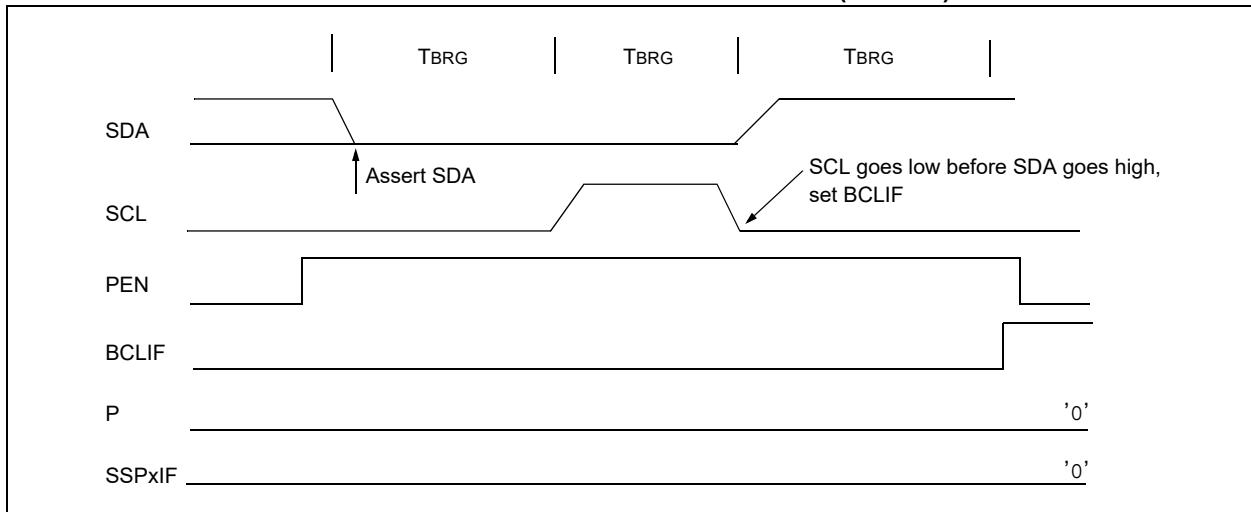 TBRG TBRG TBRG
SDA
Assert SDA
SCL goes low before SDA goes high,
set BCLIF
SCL
PEN
BCLIF
P '0'
SSPxIF '0'